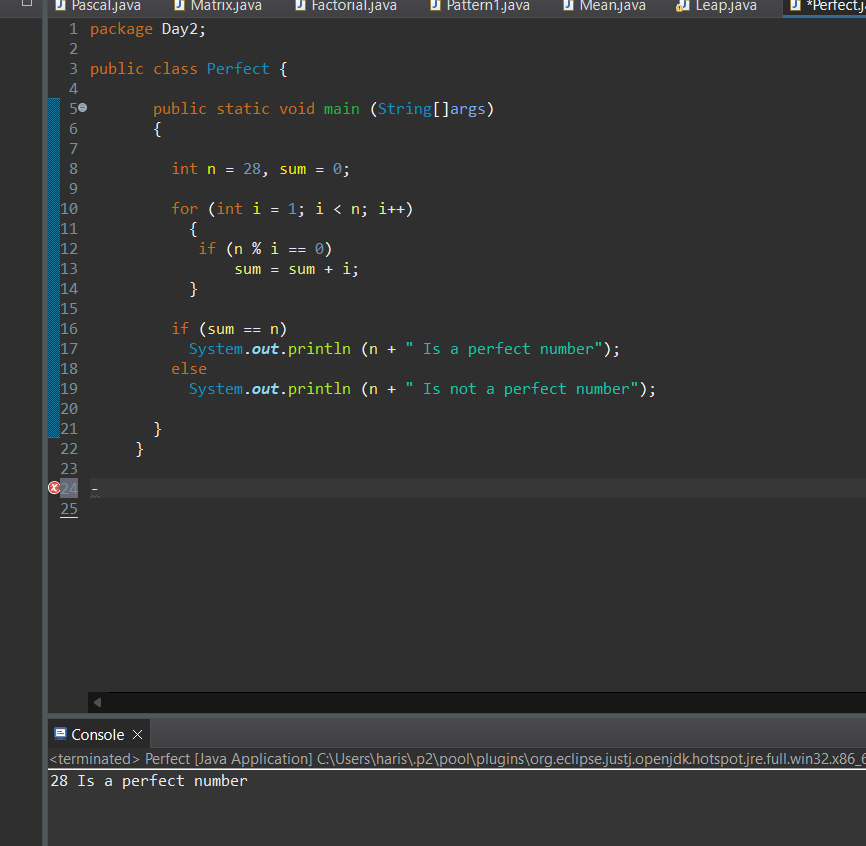 Pascal.java Matrix.java Factorial.java Pattern1.java Mean.java Leap.java *Perfect.j
1 package Day2;
2
3 public class Perfect {
4
5 public static void main (String[]args)
6 {
7
8 int n = 28, sum = 0;
9
10 for (int i = 1; i < n; i++)
11 {
12 if (n % i == 0)
13 sum = sum + i;
14 }
15
16 if (sum == n)
17 System.out.println (n + " Is a perfect number");
18 else
19 System.out.println (n + " Is not a perfect number");
20
21 }
22 }
23
24 -
25
Console
<terminated> Perfect [Java Application] C:\Users\haris\.p2\pool\plugins\org.eclipse.justj.openjdk.hotspot.jre.full.win32.x86_6
28 Is a perfect number